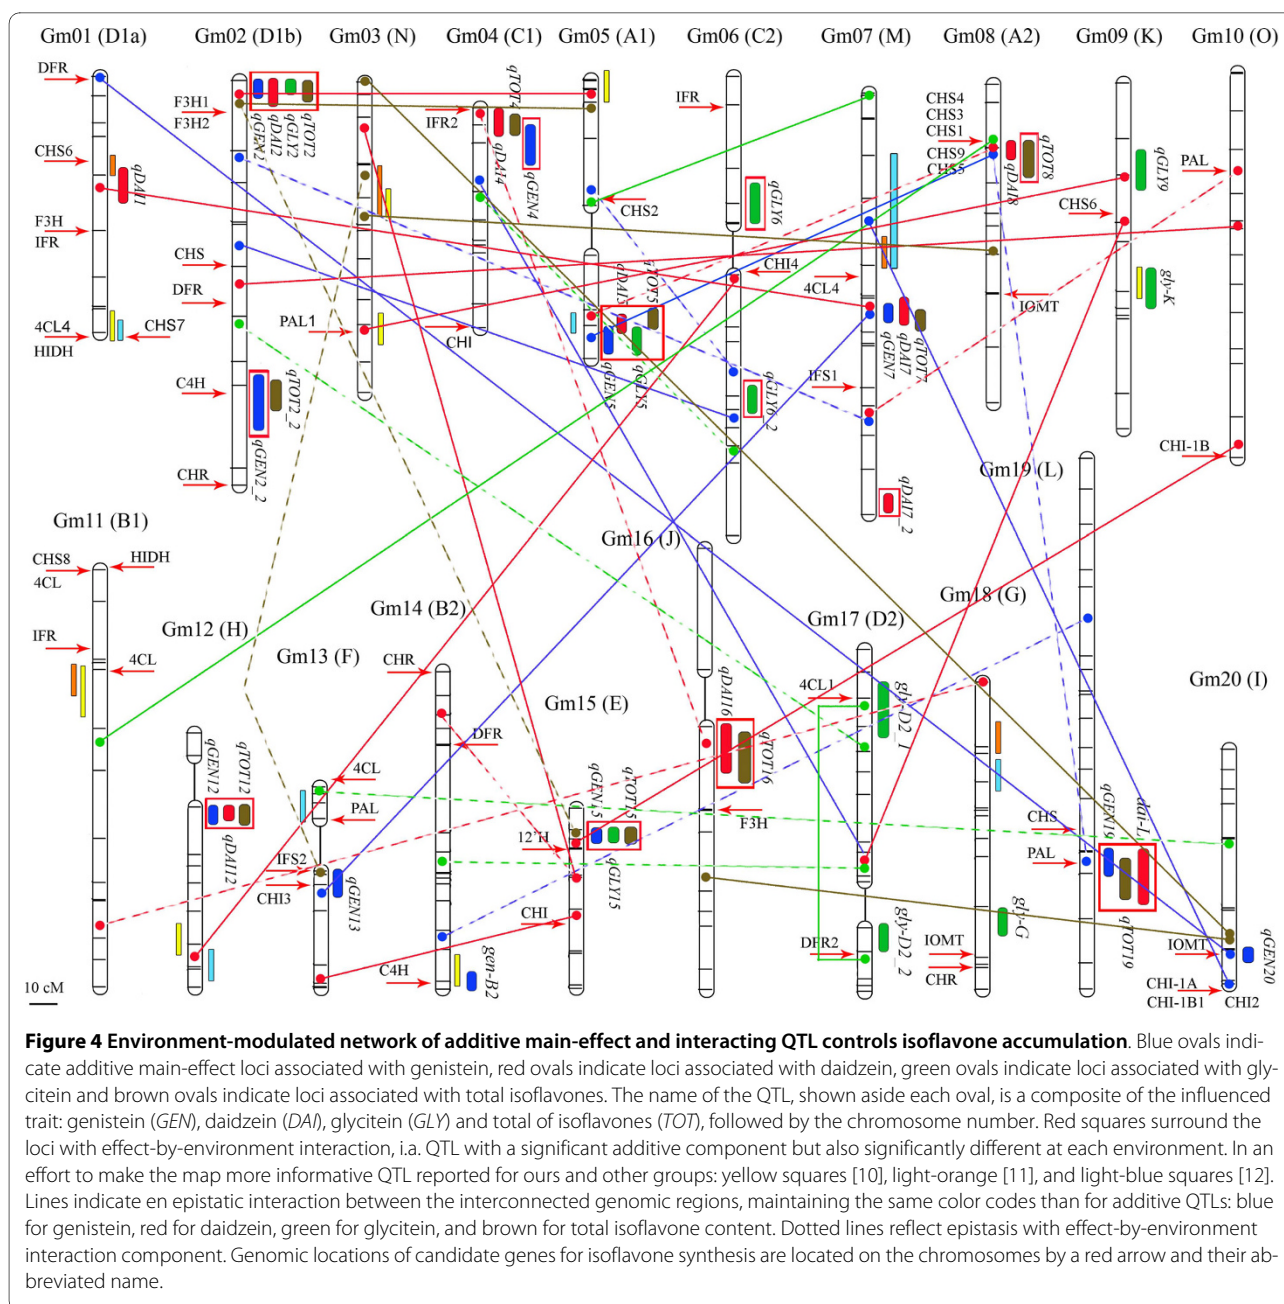 Gm01 (D1a)
Gm02 (D1b)
Gm03 (N)
Gm04 (C1)
Gm05 (A1)
Gm06 (C2)
Gm07 (M)
Gm08 (A2)
Gm09 (K)
Gm10 (O)
DFR
CHS6
qDAI1
F3H
IFR
4CL4
HIDH
CHS7
F3H1
F3H2
qGEN2
qDAI2
qGLY2
qTOT2
CHS
DFR
C4H
qTOT2_2
qGEN2_2
CHR
PAL1
IFR2
qTOT4
qDAI4
qGEN4
CHI
CHS2
qDAI5
qTOT5
qGEN5
qGLY5
IFR
qGLY6
CHI4
qGLY6_2
4CL4
qGEN7
qDAI7
qTOT7
IFS1
qDAI7_2
CHS4
CHS3
CHS1
CHS9
CHS5
qDAI8
qTOT8
IOMT
qGLY9
CHS6
gly-K
PAL
CHI-1B
Gm11 (B1)
Gm12 (H)
Gm13 (F)
Gm14 (B2)
Gm15 (E)
Gm16 (J)
Gm17 (D2)
Gm18 (G)
Gm19 (L)
Gm20 (I)
CHS8
4CL
HIDH
IFR
4CL
qGEN12
qTOT12
qDAI12
4CL
PAL
IFS2
CHI3
qGEN13
CHR
DFR
C4H
gen-B2
qGEN15
qTOT15
12'H
qGLY15
CHI
qDAI16
qTOT16
F3H
4CL1
gly-D2_1
DFR2
gly-D2_2
gly-G
IOMT
CHR
CHS
PAL
qGEN19
dai-L
qTOT19
IOMT
qGEN20
CHI-1A
CHI-1B1
CHI2
10 cM
Figure 4 Environment-modulated network of additive main-effect and interacting QTL controls isoflavone accumulation. Blue ovals indi-
cate additive main-effect loci associated with genistein, red ovals indicate loci associated with daidzein, green ovals indicate loci associated with gly-
citein and brown ovals indicate loci associated with total isoflavones. The name of the QTL, shown aside each oval, is a composite of the influenced
trait: genistein (GEN), daidzein (DAI), glycitein (GLY) and total of isoflavones (TOT), followed by the chromosome number. Red squares surround the
loci with effect-by-environment interaction, i.a. QTL with a significant additive component but also significantly different at each environment. In an
effort to make the map more informative QTL reported for ours and other groups: yellow squares [10], light-orange [11], and light-blue squares [12].
Lines indicate en epistatic interaction between the interconnected genomic regions, maintaining the same color codes than for additive QTLs: blue
for genistein, red for daidzein, green for glycitein, and brown for total isoflavone content. Dotted lines reflect epistasis with effect-by-environment
interaction component. Genomic locations of candidate genes for isoflavone synthesis are located on the chromosomes by a red arrow and their ab-
breviated name.